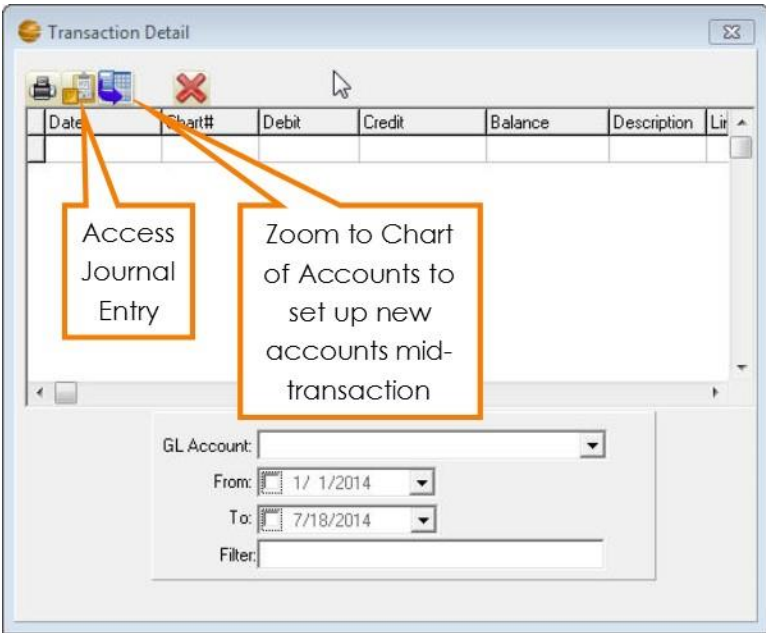 Transaction Detail
Date Chart# Debit Credit Balance Description
Access
Journal
Entry
Zoom to Chart
of Accounts to
set up new
accounts mid-
transaction
GL Account:
From: 1/ 1/2014
To: 7/18/2014
Filter: